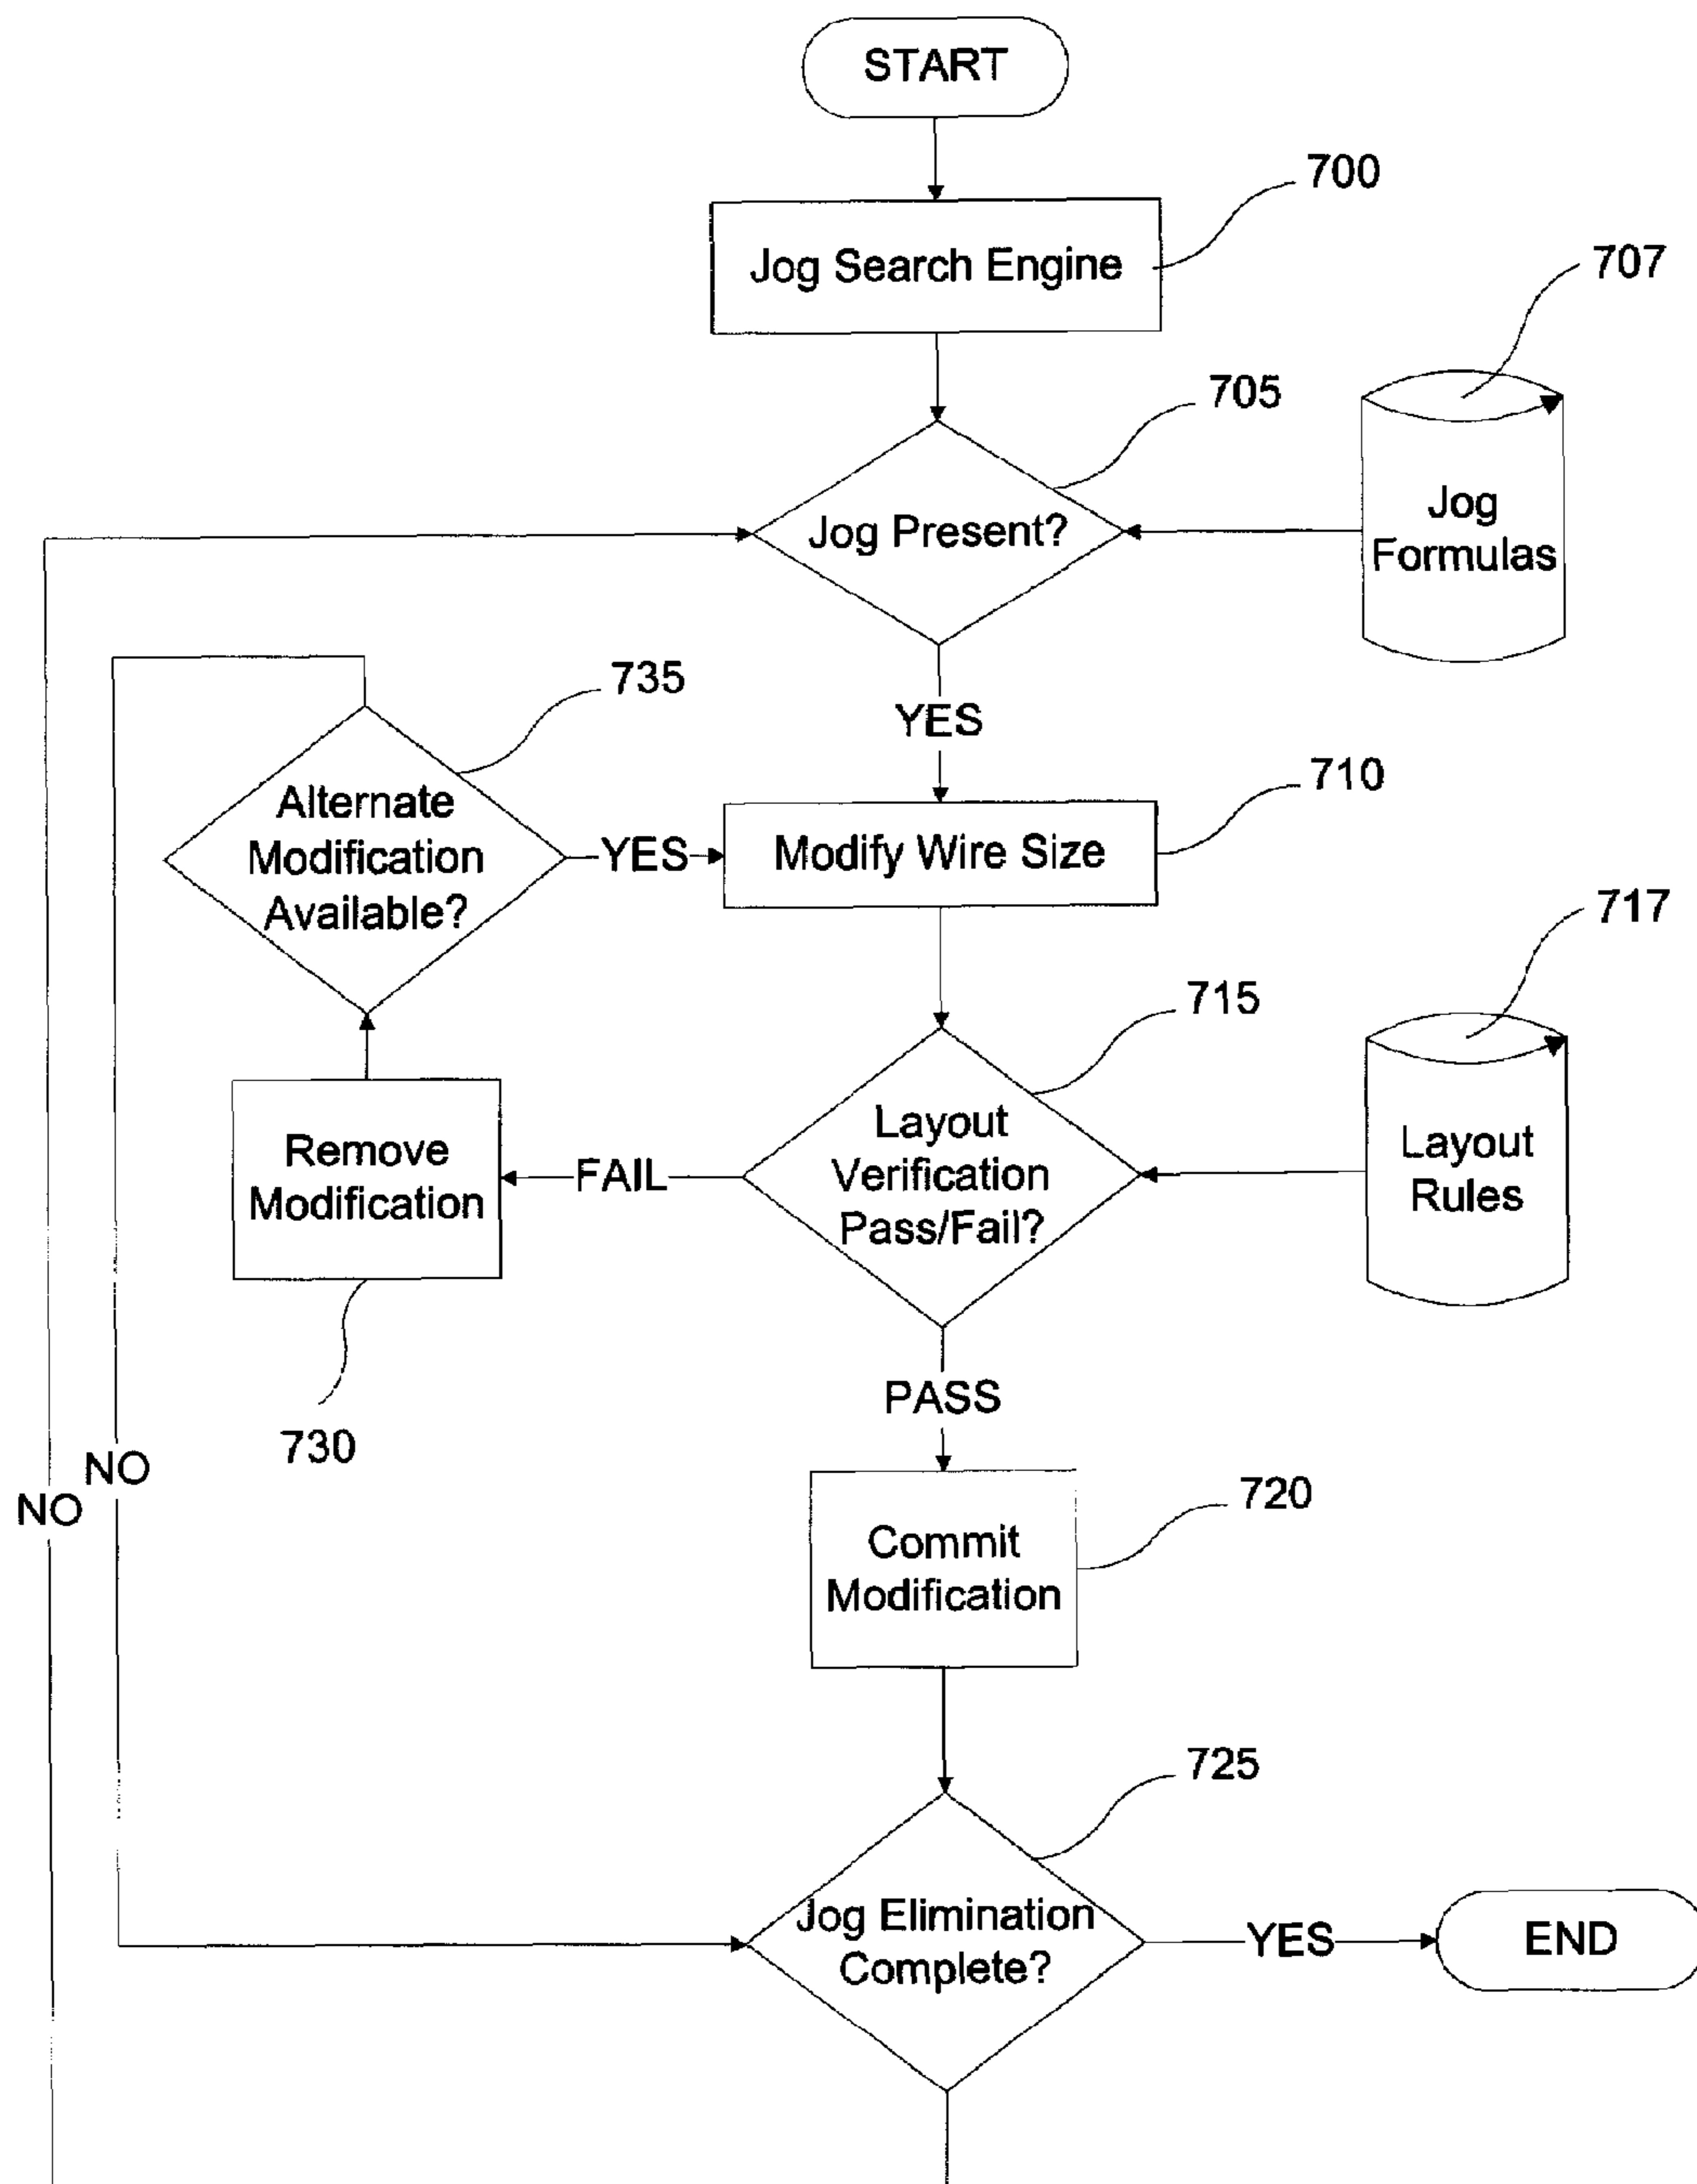 START
700
Jog Search Engine
707
705
Jog Present?
Jog
Formulas
735
YES
710
Alternate
Modification
Available?
YES
Modify Wire Size
717
715
Layout
Verification
Pass/Fail?
Layout
Rules
Remove
Modification
FAIL
PASS
730
NO
NO
720
Commit
Modification
725
Jog Elimination
Complete?
YES
END